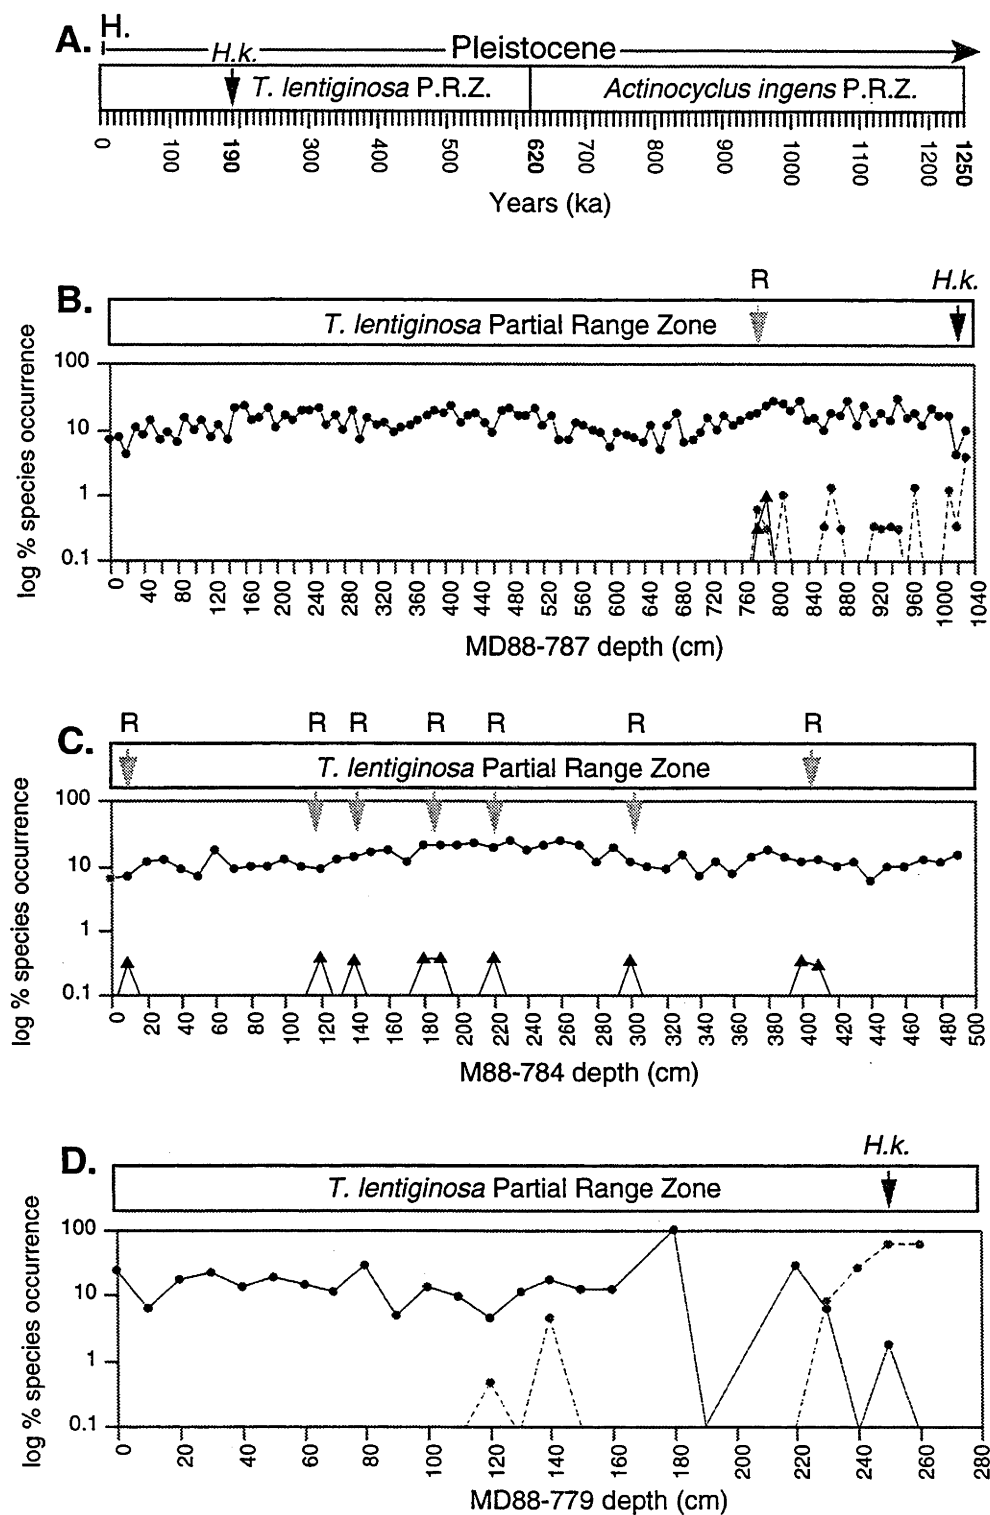 A. H.
H.k. Pleistocene
T. lentiginosa P.R.Z. Actinocyclus ingens P.R.Z.
0 100 190 300 400 500 620 700 800 900 1000 1100 1200 1250
Years (ka)
R H.k.
B.
T. lentiginosa Partial Range Zone
log % species occurrence
100
10
1
0.1
0 40 80 120 160 200 240 280 320 360 400 440 480 520 560 600 640 680 720 760 800 840 880 920 960 1000 1040
MD88-787 depth (cm)
R R R R R R R
C.
T. lentiginosa Partial Range Zone
log % species occurrence
100
10
1
0.1
0 20 40 60 80 100 120 140 160 180 200 220 240 260 280 300 320 340 360 380 400 420 440 460 480 500
M88-784 depth (cm)
H.k.
D.
T. lentiginosa Partial Range Zone
log % species occurrence
100
10
1
0.1
0 20 40 60 80 100 120 140 160 180 200 220 240 260 280
MD88-779 depth (cm)